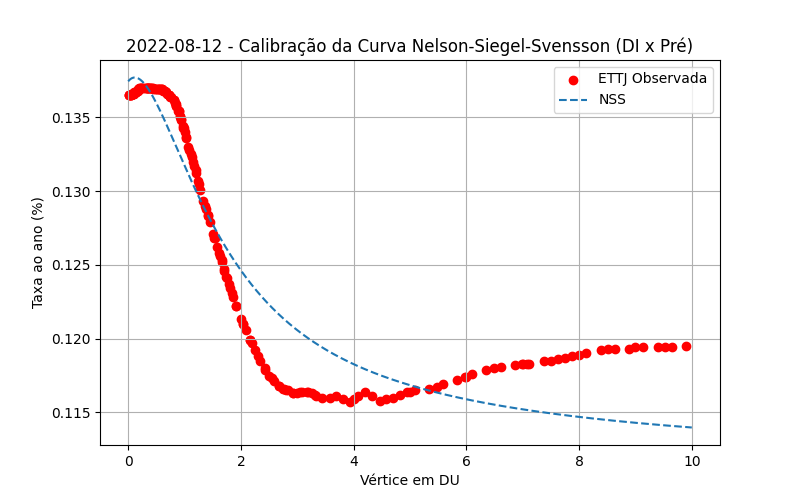 2022-08-12 - Calibração da Curva Nelson-Siegel-Svensson (DI x Pré)
ETTJ Observada
NSS
Taxa ao ano (%)
0.135
0.130
0.125
0.120
0.115
0 2 4 6 8 10
Vértice em DU